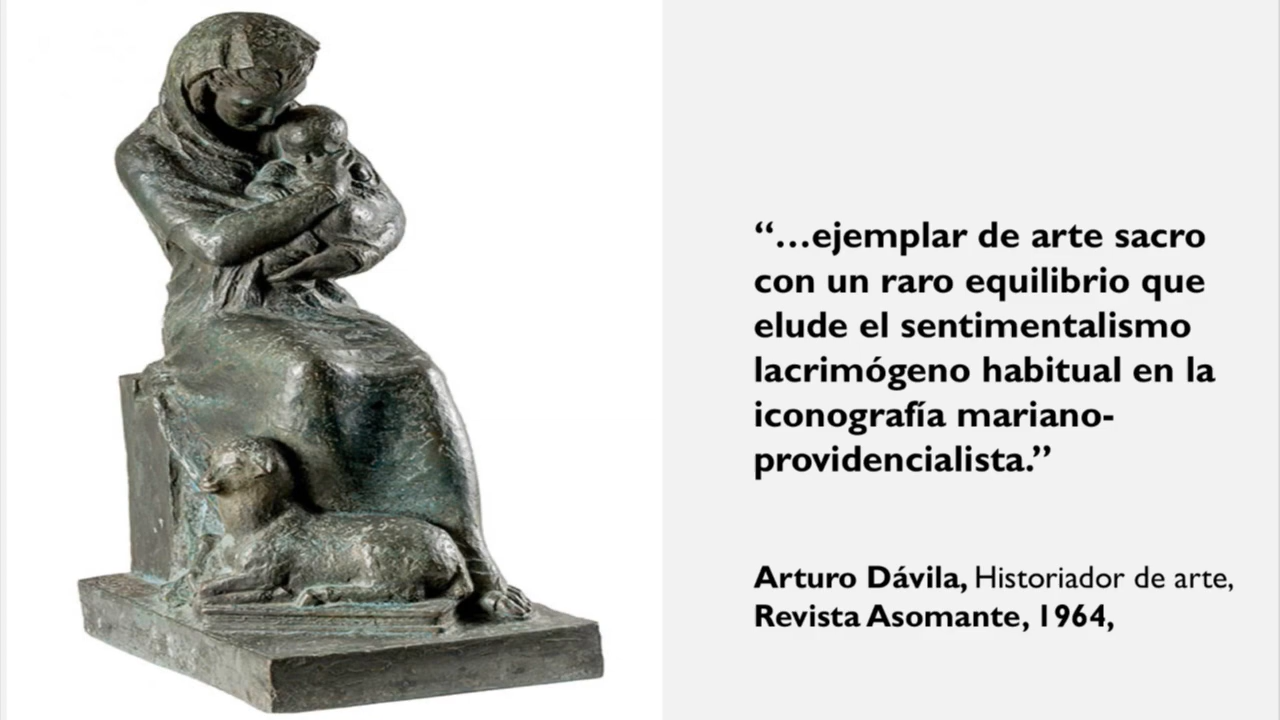 “…ejemplar de arte sacro
con un raro equilibrio que
elude el sentimentalismo
lacrimógeno habitual en la
iconografía mariano-
providencialista.”
Arturo Dávila, Historiador de arte,
Revista Asomante, 1964,